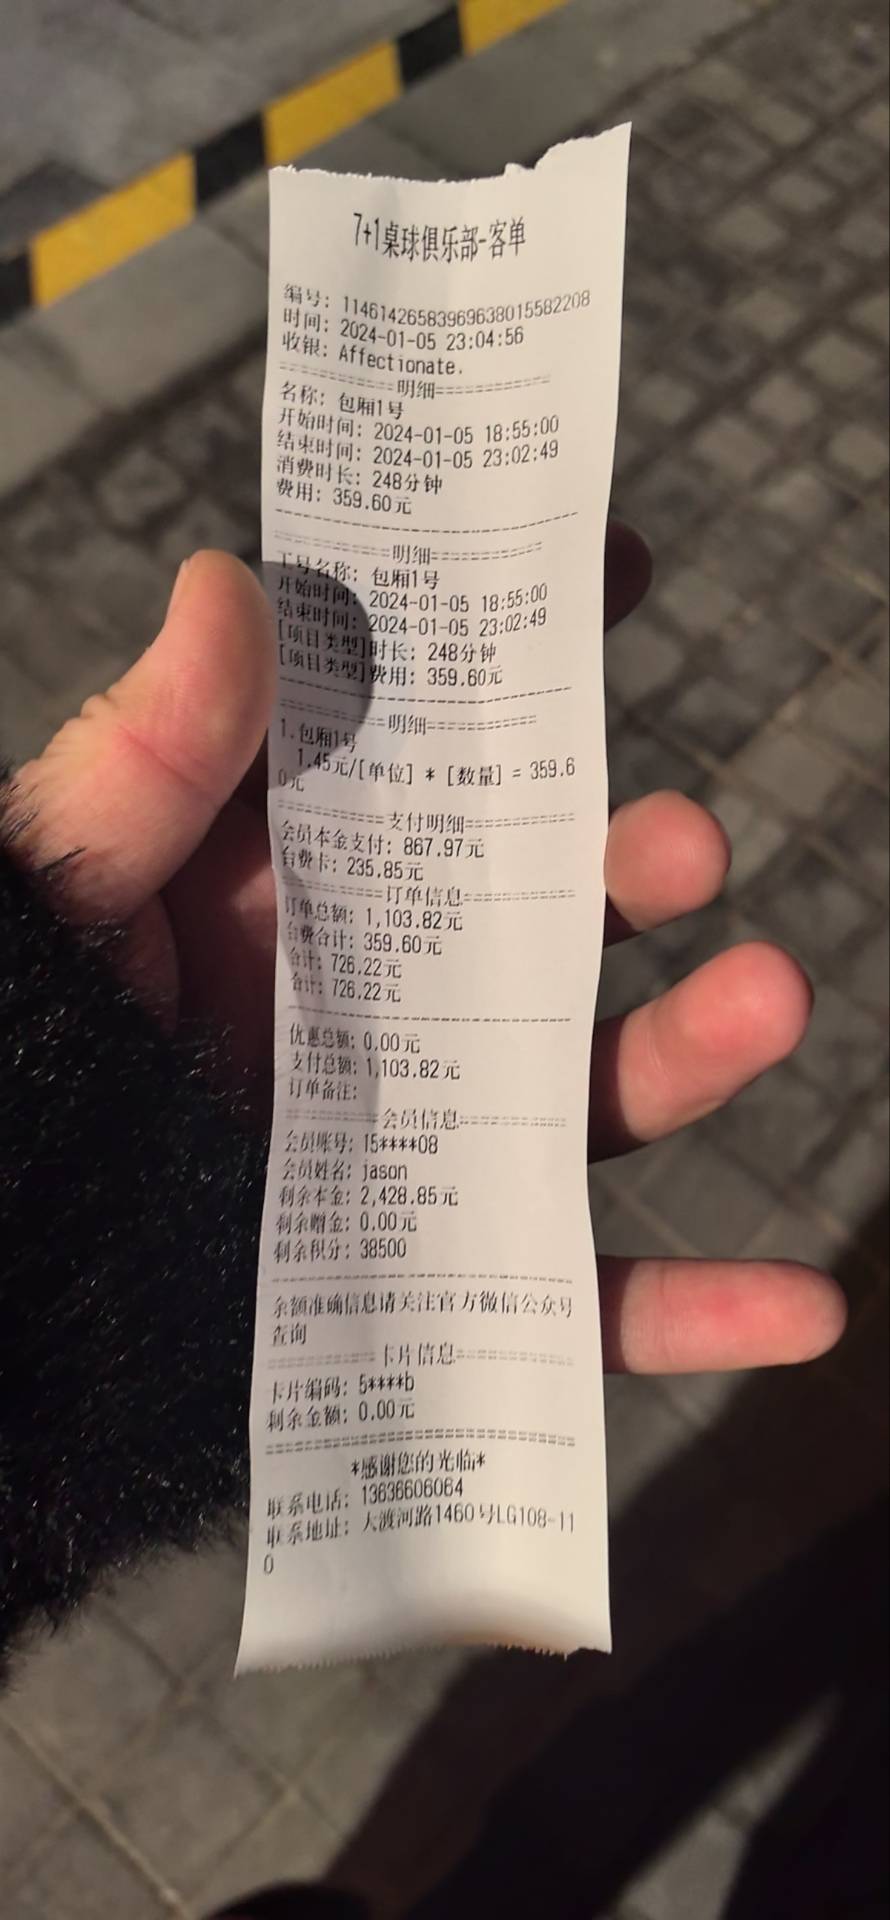 7+1桌球俱乐部-客单
编号: 1146142658396963801558​2208
时间: 2024-01-05 23:04:56
收银: Affectionate.
==========明细==========
名称: 包厢1号
开始时间: 2024-01-05 18:55:00
结束时间: 2024-01-05 23:02:49
消费时长: 248分钟
费用: 359.60元
--------------------------------
==========明细==========
工号名称: 包厢1号
开始时间: 2024-01-05 18:55:00
结束时间: 2024-01-05 23:02:49
[项目类型]时长: 248分钟
[项目类型]费用: 359.60元
--------------------------------
==========明细==========
1.包厢1号
1.45元/[单位] * [数量] = 359.6
0元
==========支付明细==========
会员本金支付: 867.97元
台费卡: 235.85元
==========订单信息==========
订单总额: 1,103.82元
台费合计: 359.60元
合计: 726.22元
合计: 726.22元
--------------------------------
优惠总额: 0.00元
支付总额: 1,103.82元
订单备注:
==========会员信息==========
会员账号: 15****08
会员姓名: jason
剩余本金: 2,428.85元
剩余赠金: 0.00元
剩余积分: 38500
--------------------------------
余额准确信息请关注官方微信公众号
查询
==========卡片信息==========
卡片编码: 5****b
剩余金额: 0.00元
================================
*感谢您的光临*
联系电话: 13636606064
联系地址: 大渡河路1460号LG108-11
0